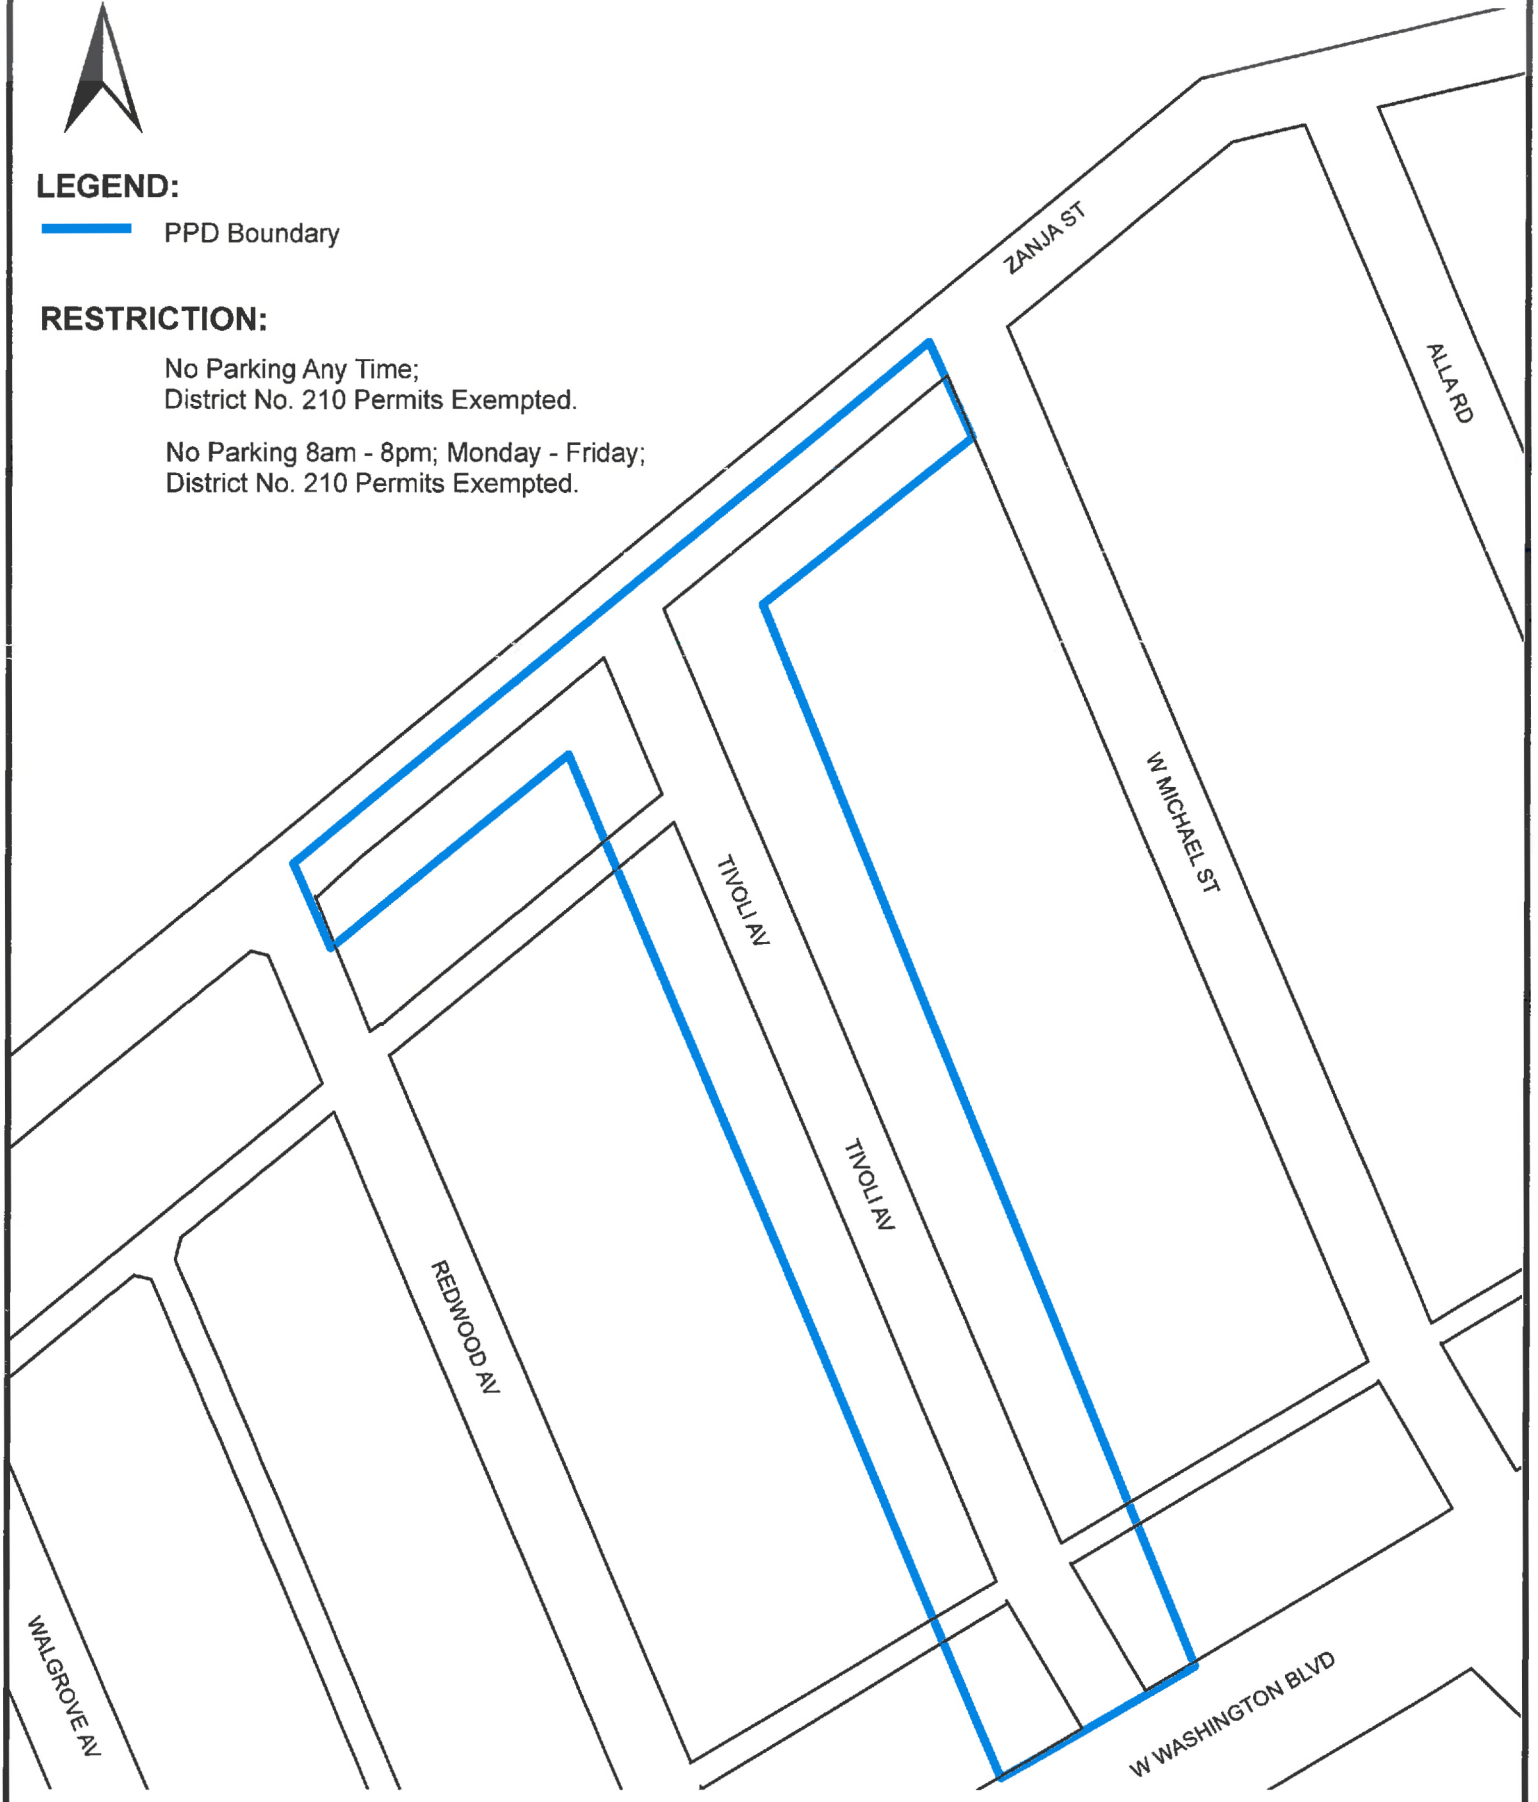 LEGEND:
PPD Boundary
RESTRICTION:
No Parking Any Time;
District No. 210 Permits Exempted.
No Parking 8am - 8pm; Monday - Friday;
District No. 210 Permits Exempted.
ZANJA ST
ALLA RD
W MICHAEL ST
TIVOLI AV
TIVOLI AV
REDWOOD AV
WALGROVE AV
W WASHINGTON BLVD